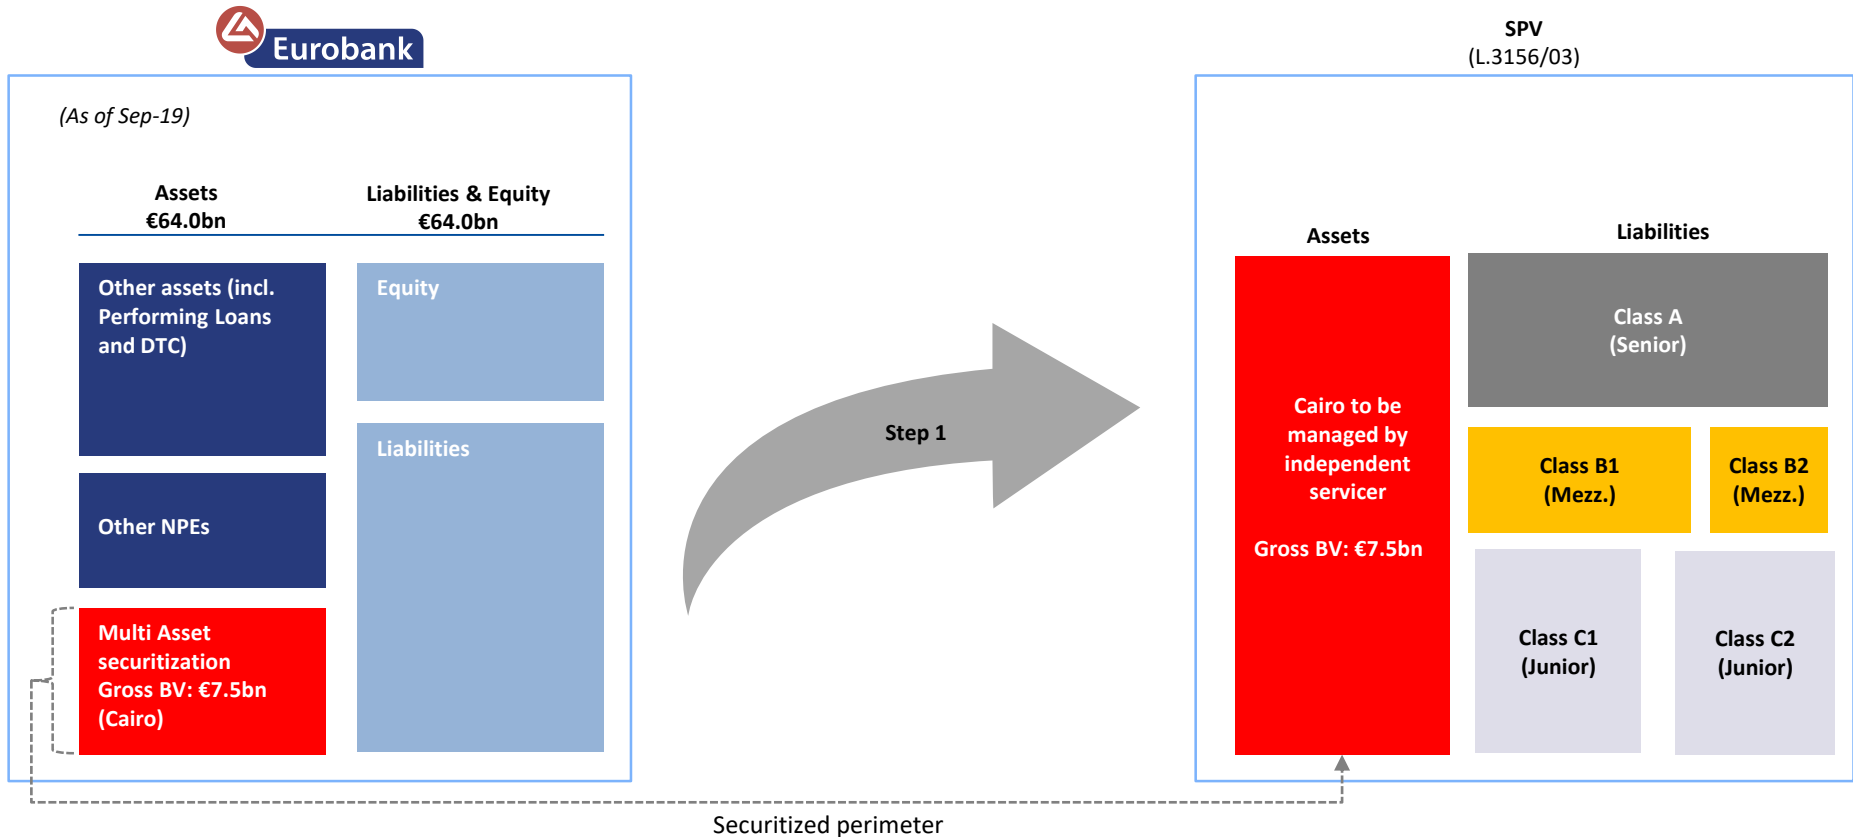 Eurobank
(As of Sep-19)
Assets
€64.0bn
Liabilities & Equity
€64.0bn
Other assets (incl.
Performing Loans
and DTC)
Other NPEs
Multi Asset
securitization
Gross BV: €7.5bn
(Cairo)
Equity
Liabilities
Step 1
SPV
(L.3156/03)
Assets
Liabilities
Cairo to be
managed by
independent
servicer
Gross BV: €7.5bn
Class A
(Senior)
Class B1
(Mezz.)
Class B2
(Mezz.)
Class C1
(Junior)
Class C2
(Junior)
Securitized perimeter